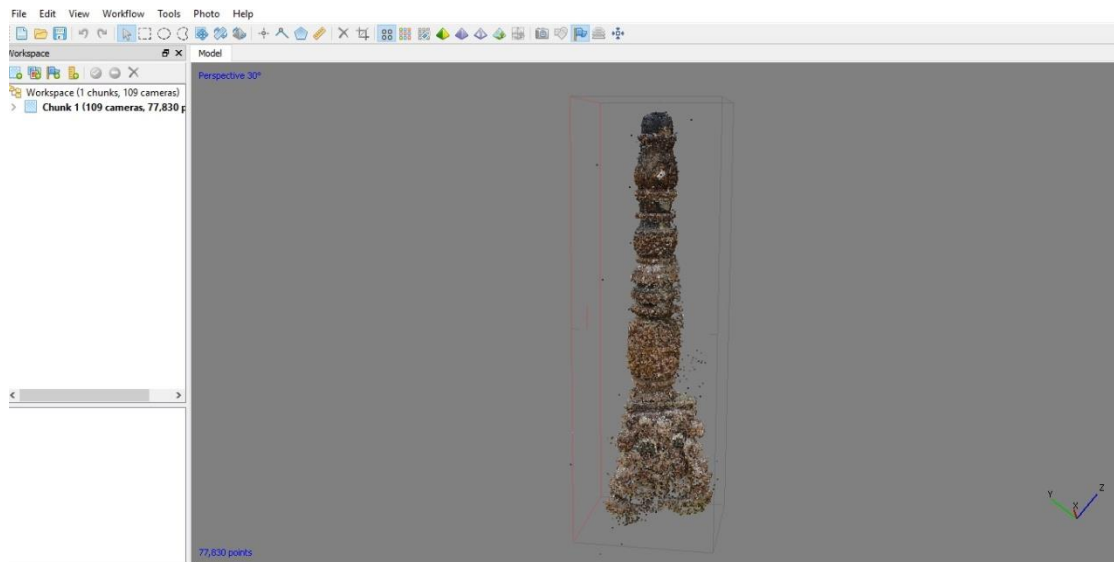 File Edit View Workflow Tools Photo Help
Workspace
Model
Perspective 30°
Workspace (1 chunks, 109 cameras)
Chunk 1 (109 cameras, 77,830 p
Y X Z
77,830 points